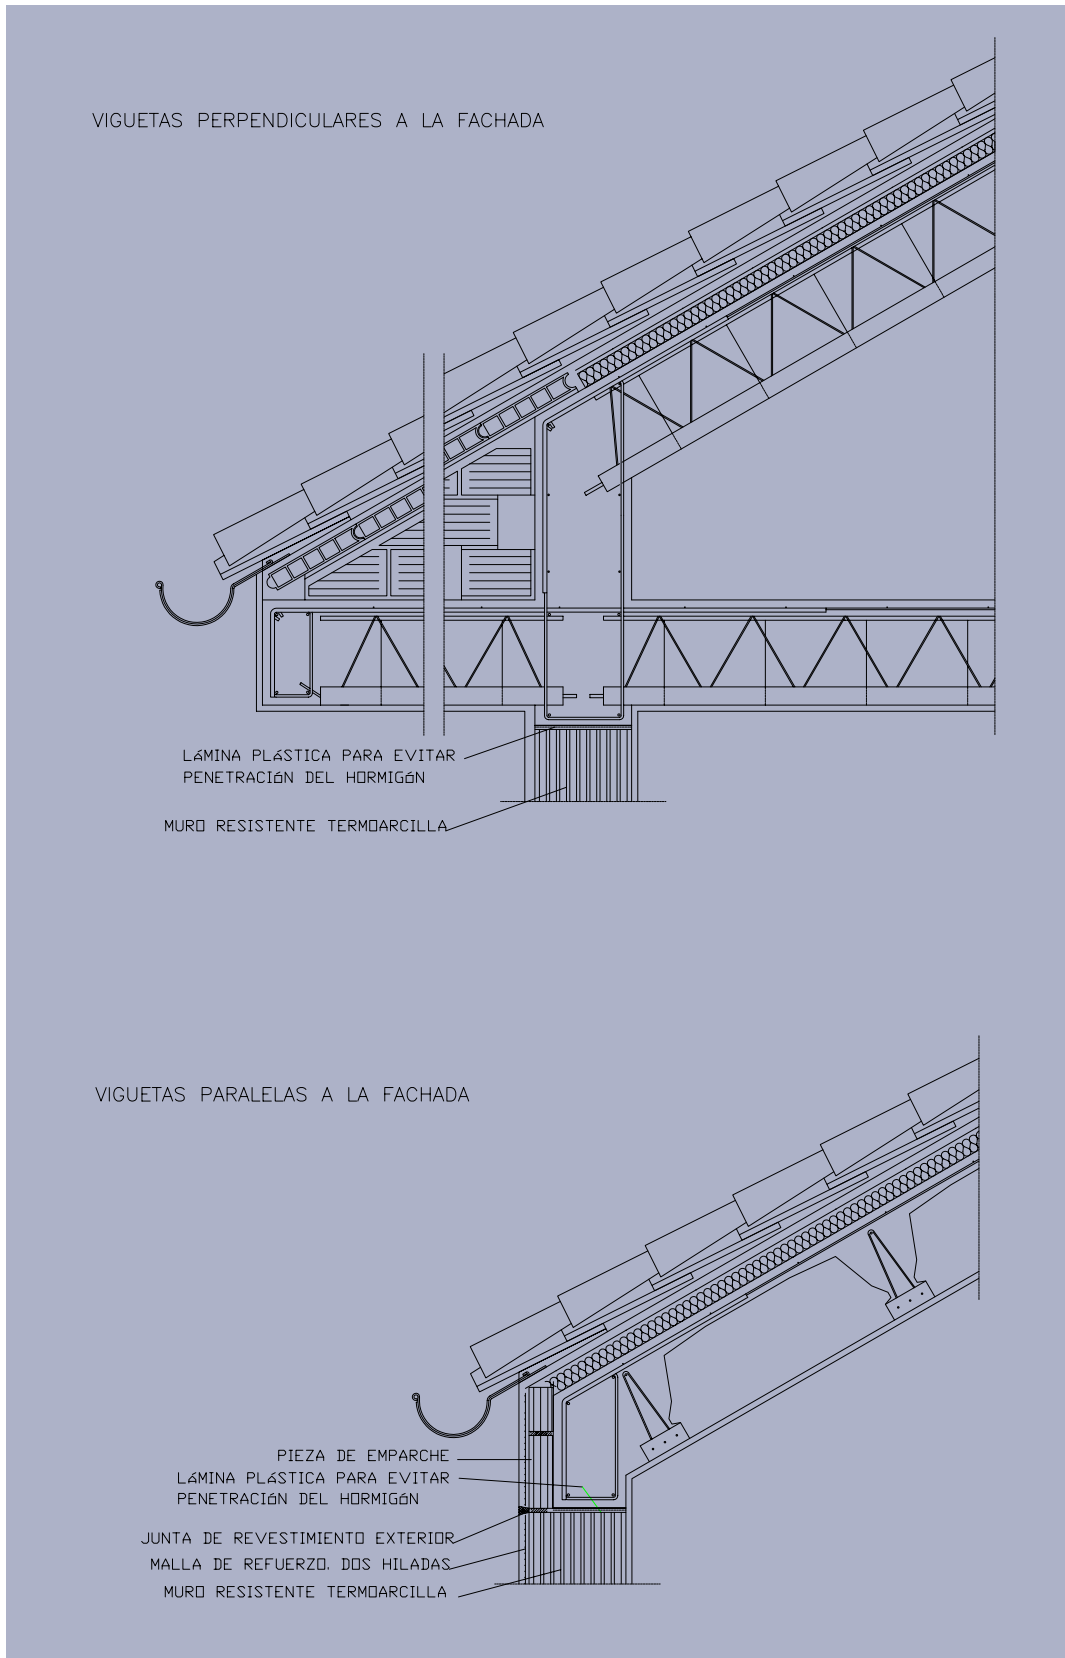 VIGUETAS PERPENDICULARES A LA FACHADA
LáMINA PLáSTICA PARA EVITAR
PENETRACIóN DEL HORMIGóN
MURO RESISTENTE TERMOARCILLA
VIGUETAS PARALELAS A LA FACHADA
PIEZA DE EMPARCHE
LáMINA PLáSTICA PARA EVITAR
PENETRACIóN DEL HORMIGóN
JUNTA DE REVESTIMIENTO EXTERIOR
MALLA DE REFUERZO. DOS HILADAS
MURO RESISTENTE TERMOARCILLA